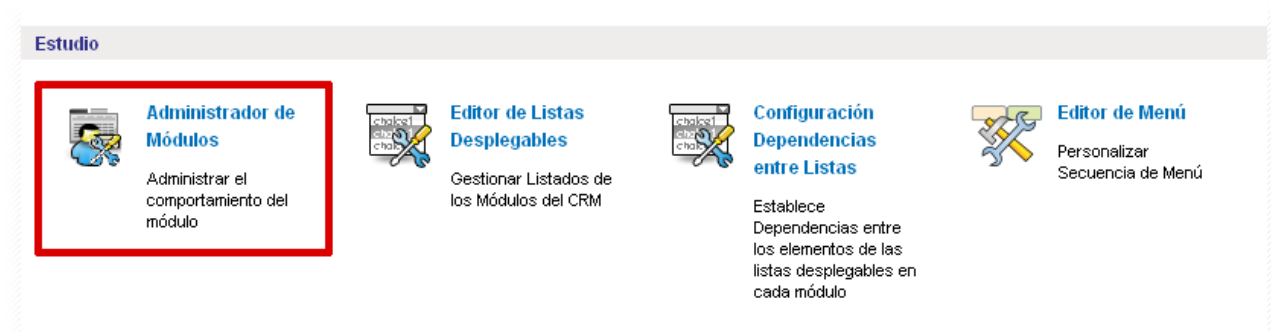 Estudio
Administrador de
Módulos
Administrar el
comportamiento del
módulo
Editor de Listas
Desplegables
Gestionar Listados de
los Módulos del CRM
Configuración
Dependencias
entre Listas
Establece
Dependencias entre
los elementos de las
listas desplegables en
cada módulo
Editor de Menú
Personalizar
Secuencia de Menú